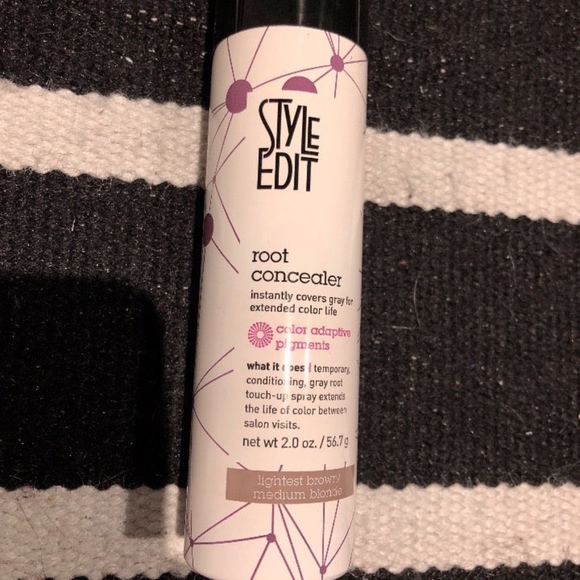 STYLE
EDIT
root
concealer
instantly covers gray for
extended color life
color adaptive
pigments
what it does | temporary,
conditioning, gray root
touch-up spray extends
the life of color between
salon visits.
net wt 2.0 oz. / 56.7 g
lightest brown/
medium blonde